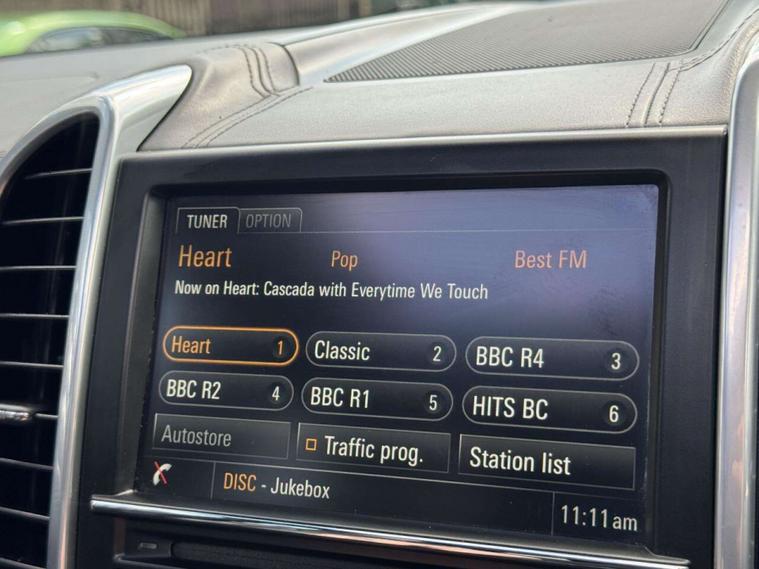 TUNER OPTION
Heart Pop Best FM
Now on Heart: Cascada with Everytime We Touch
Heart 1 Classic 2 BBC R4 3
BBC R2 4 BBC R1 5 HITS BC 6
Autostore Traffic prog. Station list
DISC - Jukebox 11:11 am